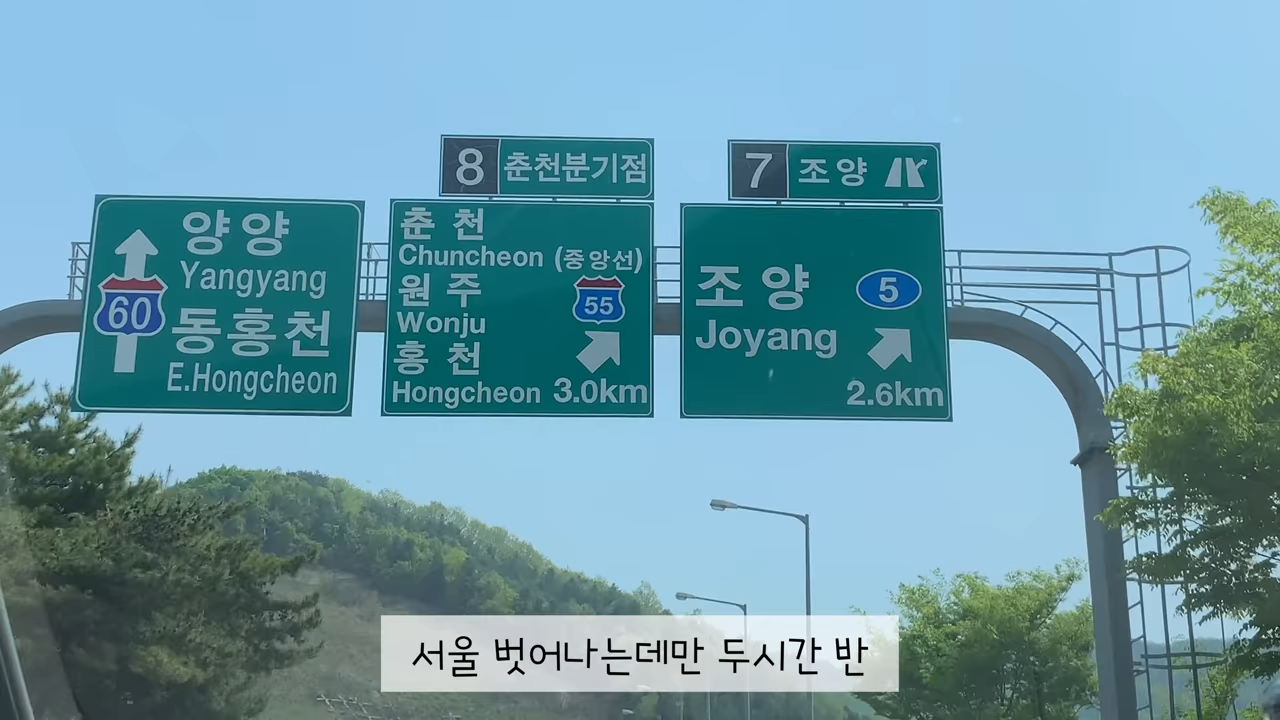 양양
Yangyang
60
동홍천
E.Hongcheon
8 춘천분기점
춘천
Chuncheon (중앙선)
원주
55
Wonju
홍천
Hongcheon 3.0km
7 조양
조양
5
Joyang
2.6km
서울 벗어나는데만 두시간 반